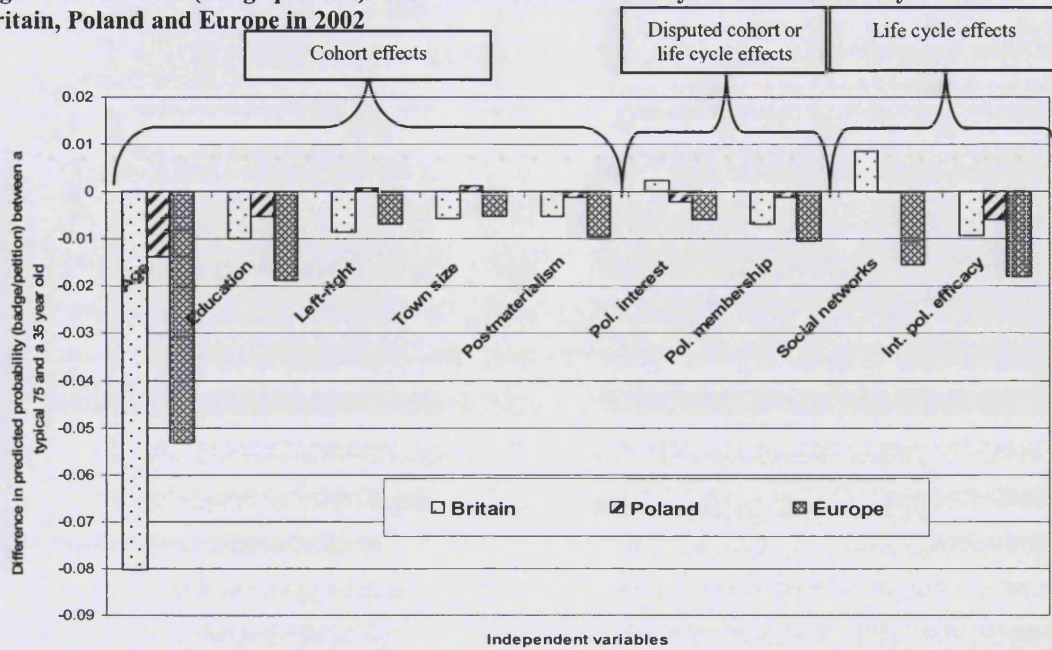 Britain, Poland and Europe in 2002
Cohort effects
Disputed cohort or
life cycle effects
Life cycle effects
Difference in predicted probability (badge/petition) between a
typical 75 and a 35 year old
0.02
0.01
0
-0.01
-0.02
-0.03
-0.04
-0.05
-0.06
-0.07
-0.08
-0.09
Age
Education
Left-right
Town size
Postmaterialism
Pol. interest
Pol. membership
Social networks
Int. pol. efficacy
Britain
Poland
Europe
Independent variables